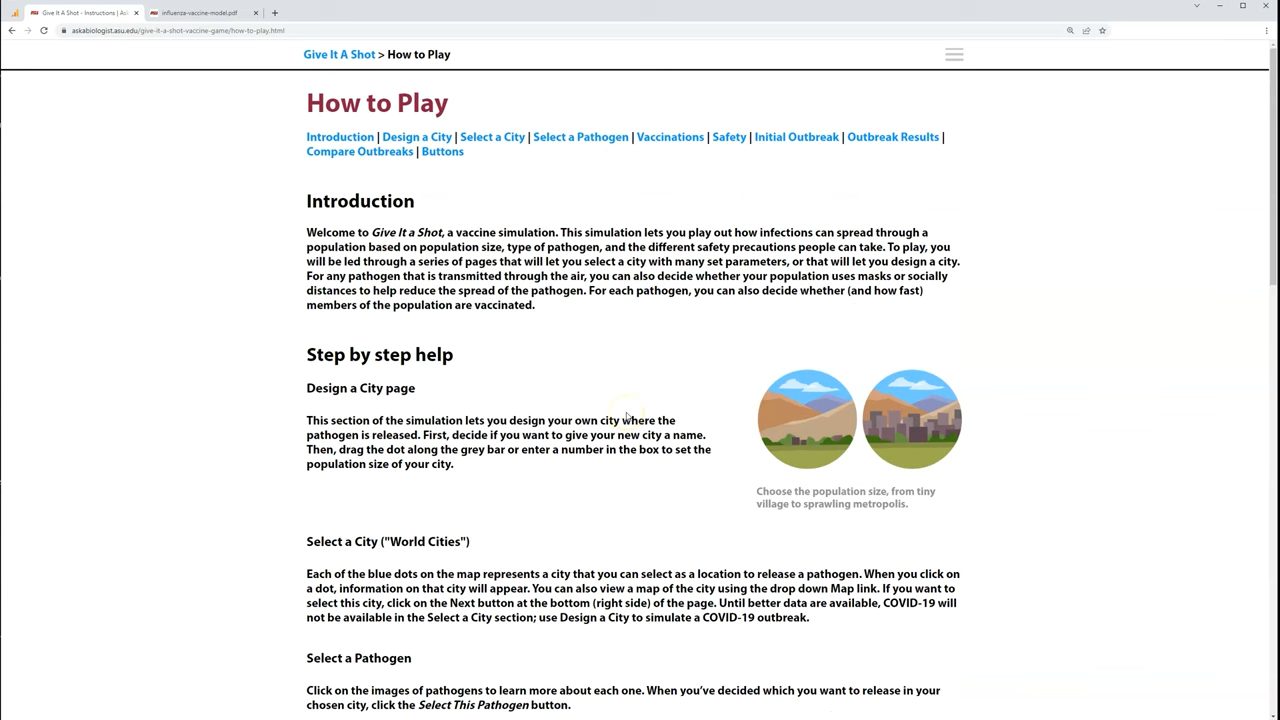 Give It A Shot - Instructions | As
influenza-vaccine-model.pdf
askabiologist.asu.edu/give-it-a-shot-vaccine-game/how-to-play.html
Give It A Shot > How to Play
How to Play
Introduction | Design a City | Select a City | Select a Pathogen | Vaccinations | Safety | Initial Outbreak | Outbreak Results |
Compare Outbreaks | Buttons
Introduction
Welcome to Give It a Shot, a vaccine simulation. This simulation lets you play out how infections can spread through a
population based on population size, type of pathogen, and the different safety precautions people can take. To play, you
will be led through a series of pages that will let you select a city with many set parameters, or that will let you design a city.
For any pathogen that is transmitted through the air, you can also decide whether your population uses masks or socially
distances to help reduce the spread of the pathogen. For each pathogen, you can also decide whether (and how fast)
members of the population are vaccinated.
Step by step help
Design a City page
This section of the simulation lets you design your own city where the
pathogen is released. First, decide if you want to give your new city a name.
Then, drag the dot along the grey bar or enter a number in the box to set the
population size of your city.
Choose the population size, from tiny
village to sprawling metropolis.
Select a City ("World Cities")
Each of the blue dots on the map represents a city that you can select as a location to release a pathogen. When you click on
a dot, information on that city will appear. You can also view a map of the city using the drop down Map link. If you want to
select this city, click on the Next button at the bottom (right side) of the page. Until better data are available, COVID-19 will
not be available in the Select a City section; use Design a City to simulate a COVID-19 outbreak.
Select a Pathogen
Click on the images of pathogens to learn more about each one. When you've decided which you want to release in your
chosen city, click the Select This Pathogen button.